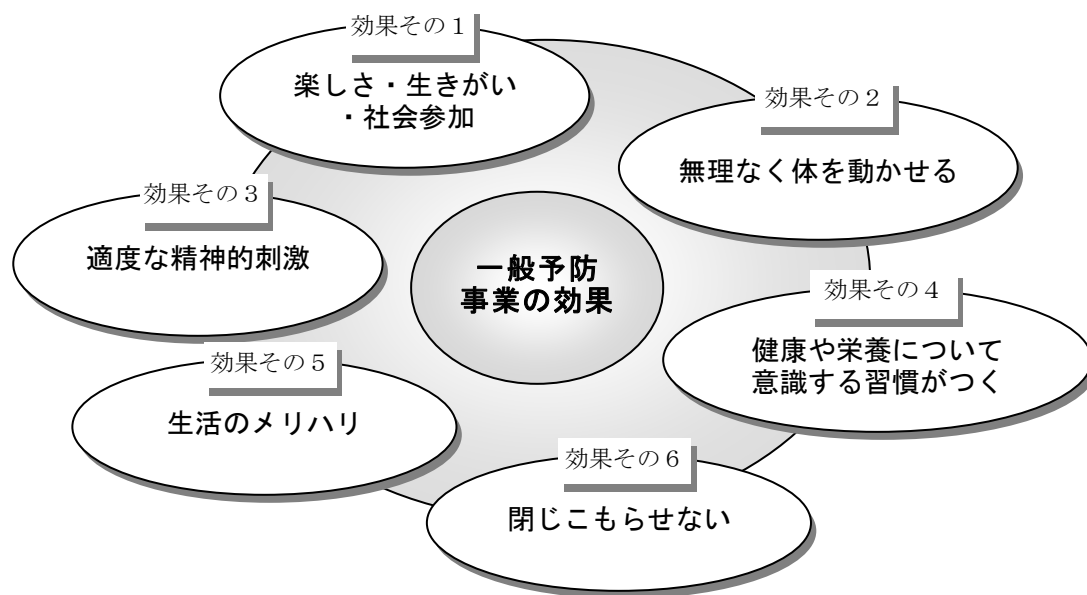 効果その１
楽しさ・生きがい
・社会参加
効果その２
無理なく体を動かせる
効果その３
適度な精神的刺激
一般予防
事業の効果
効果その４
健康や栄養について
意識する習慣がつく
効果その５
生活のメリハリ
効果その６
閉じこもらせない